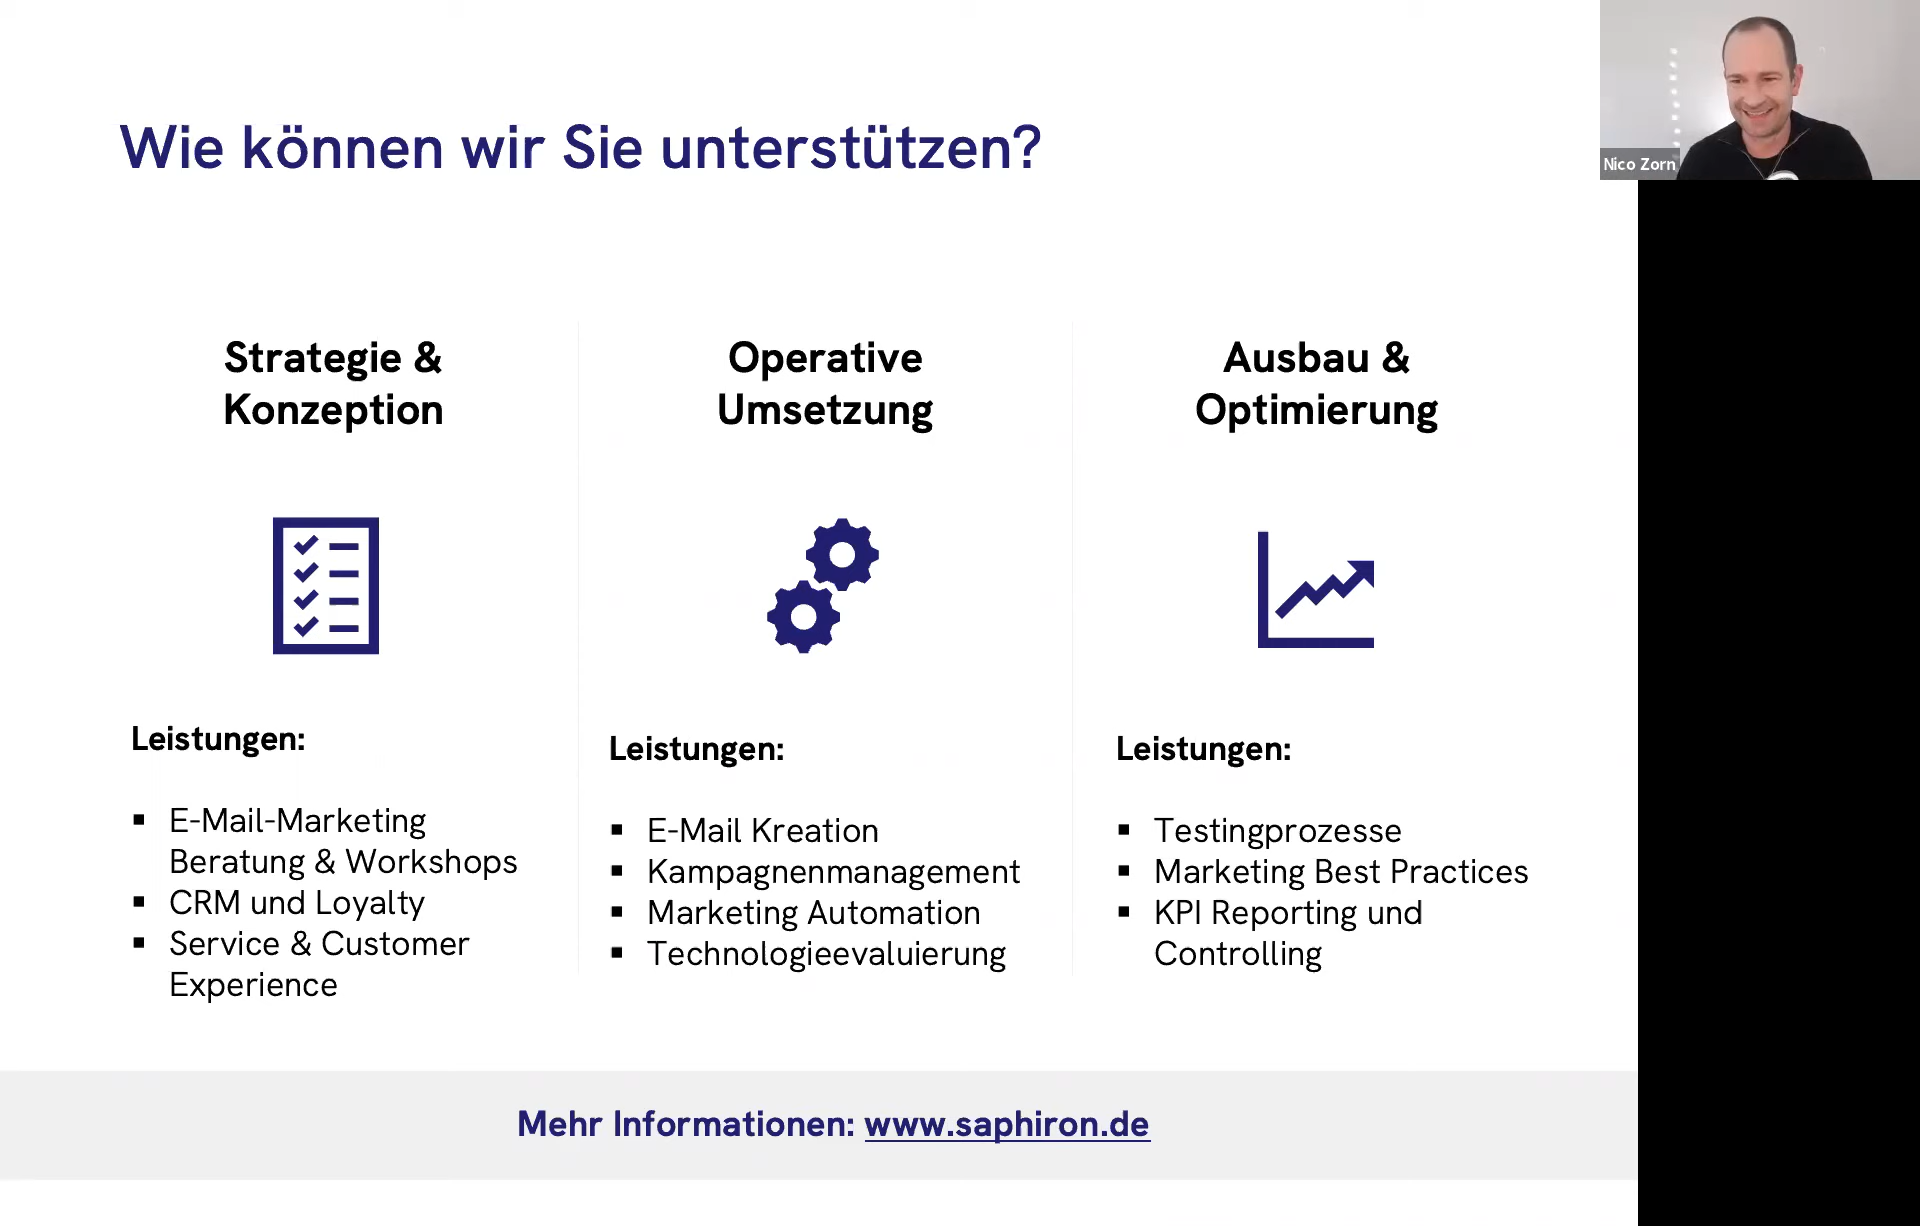 Wie können wir Sie unterstützen?
Nico Zorn
Strategie &
Konzeption
Leistungen:
▪ E-Mail-Marketing
Beratung & Workshops
▪ CRM und Loyalty
▪ Service & Customer
Experience
Operative
Umsetzung
Leistungen:
▪ E-Mail Kreation
▪ Kampagnenmanagement
▪ Marketing Automation
▪ Technologieevaluierung
Ausbau &
Optimierung
Leistungen:
▪ Testingprozesse
▪ Marketing Best Practices
▪ KPI Reporting und
Controlling
Mehr Informationen: www.saphiron.de